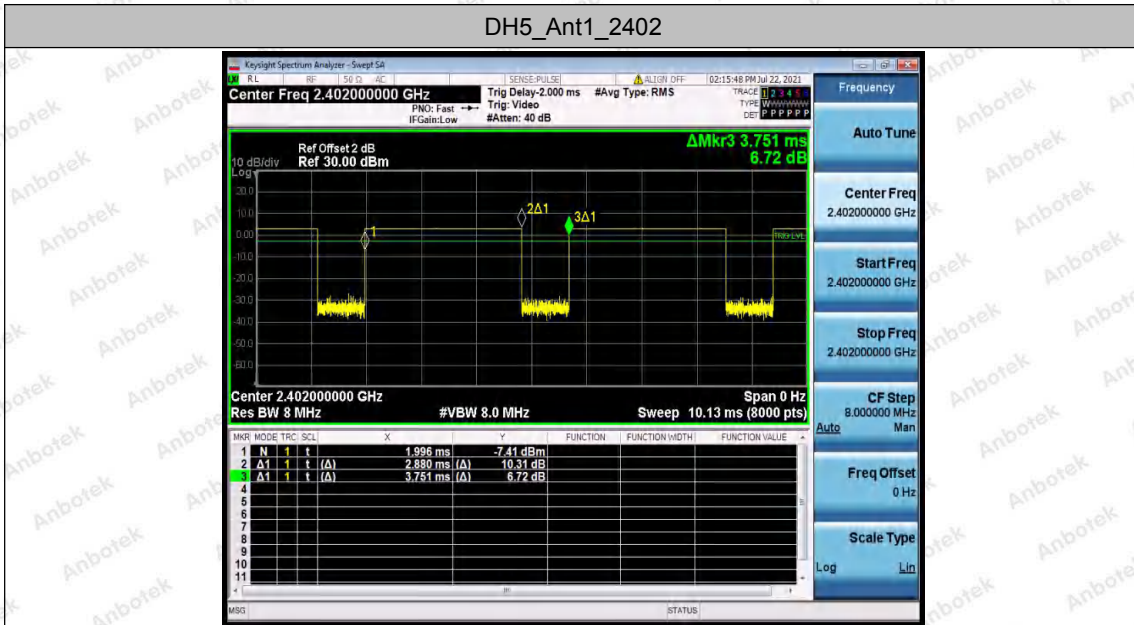 DH5_Ant1_2402
Keysight Spectrum Analyzer - Swept SA
RL RF 50 Ω AC SENSE:PULSE ALIGN OFF 02:15:48 PM Jul 22, 2021
Center Freq 2.402000000 GHz
PNO: Fast
IFGain:Low
Trig Delay-2.000 ms
Trig: Video
#Atten: 40 dB
#Avg Type: RMS
TRACE 1 2 3 4 5 6
TYPE WWWWWW
DET P P P P P P
Frequency
ΔMkr3 3.751 ms
6.72 dB
Ref Offset 2 dB
10 dB/div Ref 30.00 dBm
Log
20.0
10.0
0.00
-10.0
-20.0
-30.0
-40.0
-50.0
-60.0
1
2Δ1
3Δ1
TRIG LVL
Center 2.402000000 GHz Span 0 Hz
Res BW 8 MHz #VBW 8.0 MHz Sweep 10.13 ms (8000 pts)
MKR MODE TRC SCL X Y FUNCTION FUNCTION WIDTH FUNCTION VALUE
1 N 1 t 1.996 ms -7.41 dBm
2 Δ1 1 t (Δ) 2.880 ms (Δ) 10.31 dB
3 Δ1 1 t (Δ) 3.751 ms (Δ) 6.72 dB
4
5
6
7
8
9
10
11
MSG STATUS
Auto Tune
Center Freq
2.402000000 GHz
Start Freq
2.402000000 GHz
Stop Freq
2.402000000 GHz
CF Step
8.000000 MHz
Auto Man
Freq Offset
0 Hz
Scale Type
Log Lin
Anbotek